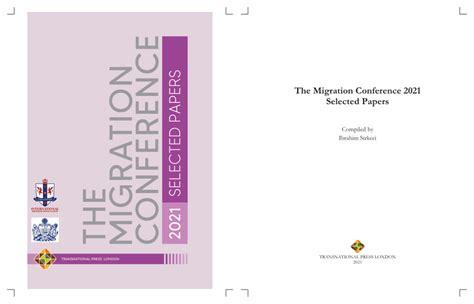 THE
MIGRATION
CONFERENCE
2021 SELECTED PAPERS
INTERNATIONAL
TRANSNATIONAL PRESS LONDON
The Migration Conference 2021
Selected Papers
Compiled by
Ibrahim Sirkeci
TRANSNATIONAL PRESS LONDON
2021